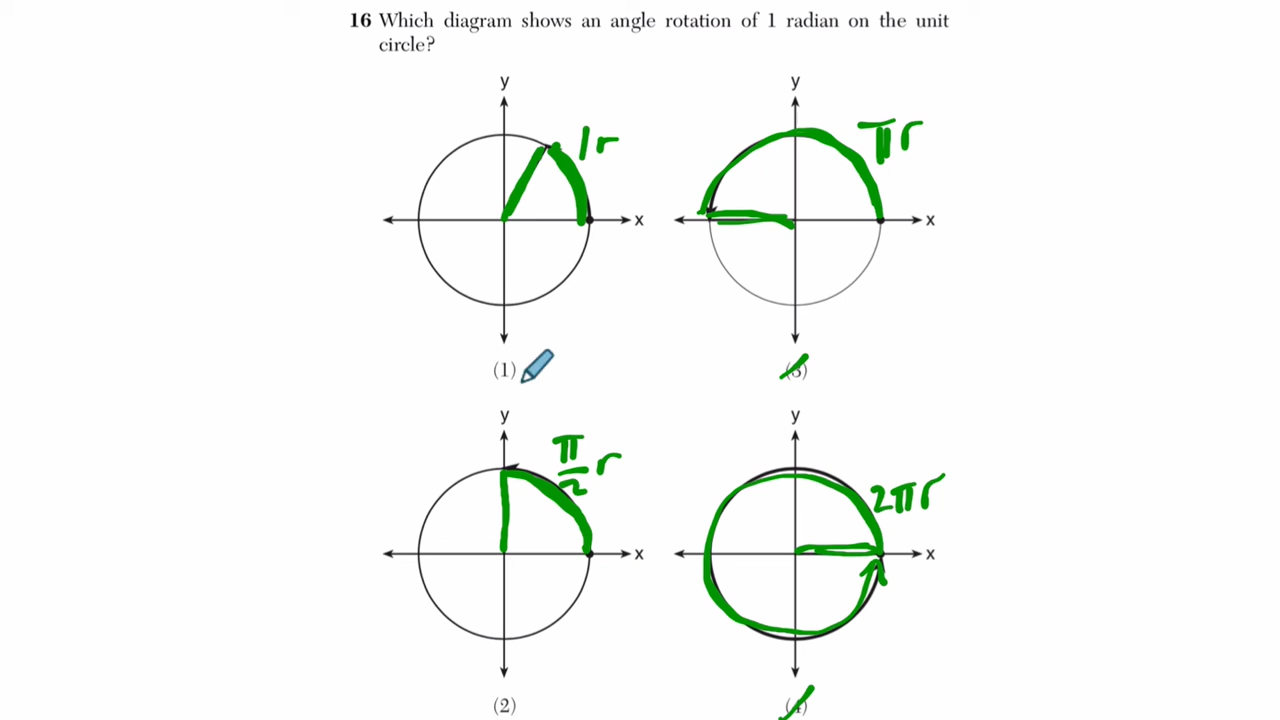 16 Which diagram shows an angle rotation of 1 radian on the unit
circle?
y
y
1r
πr
x
x
(1)
(3)
y
y
π/2 r
2πr
x
x
(2)
(4)